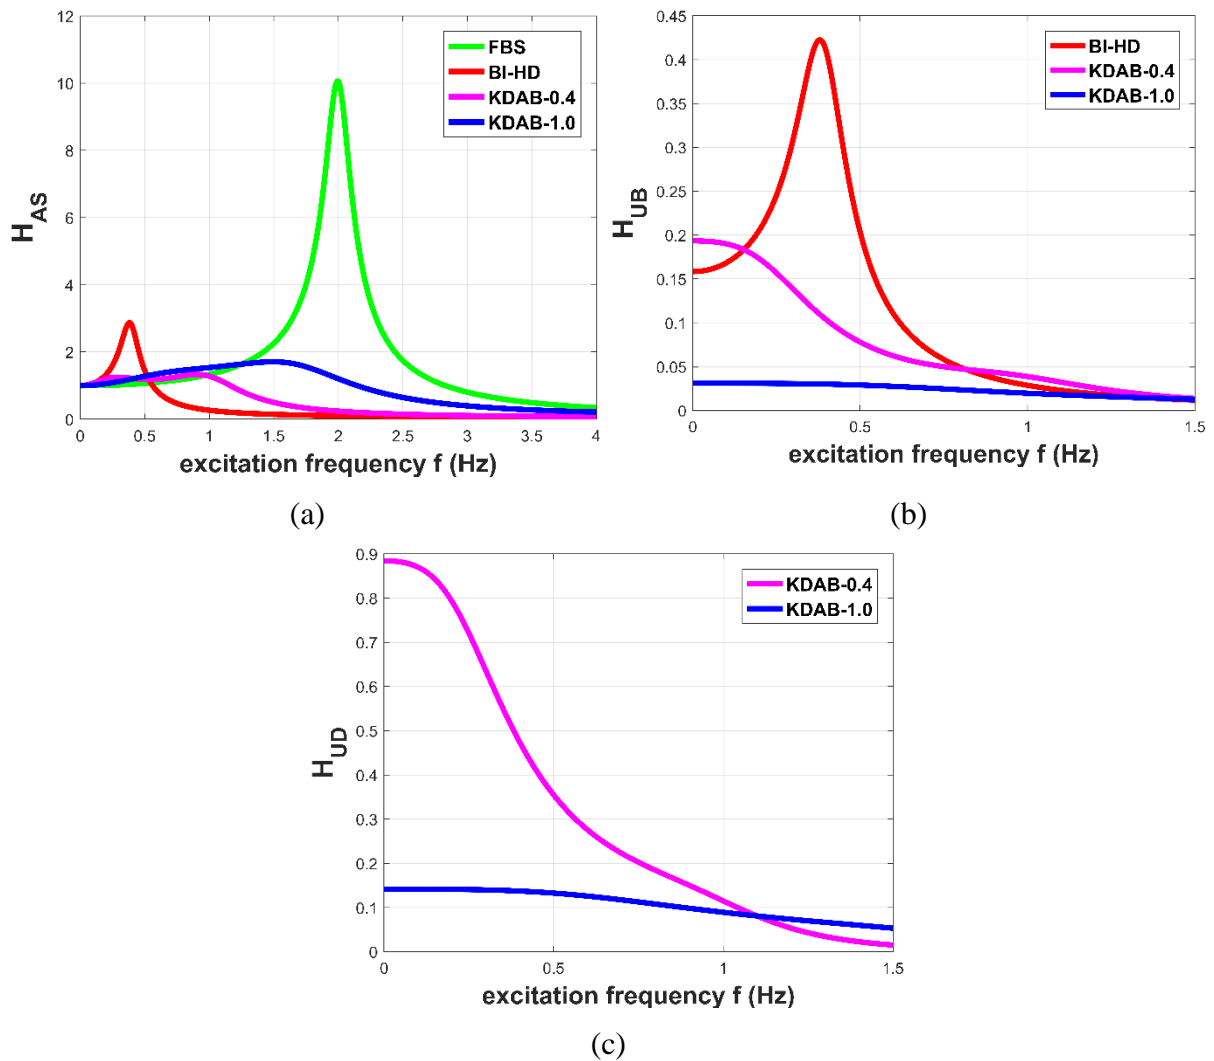 12
10
8
6
4
2
0
H_AS
FBS
BI-HD
KDAB-0.4
KDAB-1.0
0 0.5 1 1.5 2 2.5 3 3.5 4
excitation frequency f (Hz)
(a)
0.45
0.4
0.35
0.3
0.25
0.2
0.15
0.1
0.05
0
H_UB
BI-HD
KDAB-0.4
KDAB-1.0
0 0.5 1 1.5
excitation frequency f (Hz)
(b)
0.9
0.8
0.7
0.6
0.5
0.4
0.3
0.2
0.1
0
H_UD
KDAB-0.4
KDAB-1.0
0 0.5 1 1.5
excitation frequency f (Hz)
(c)